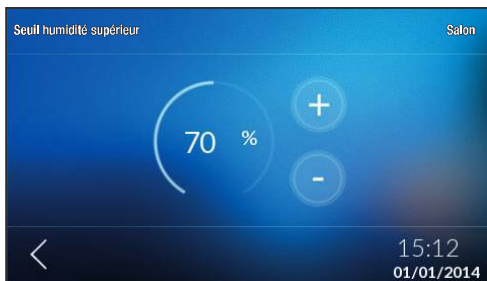 Seuil humidité supérieur
Salon
70 %
+
-
15:12
01/01/2014